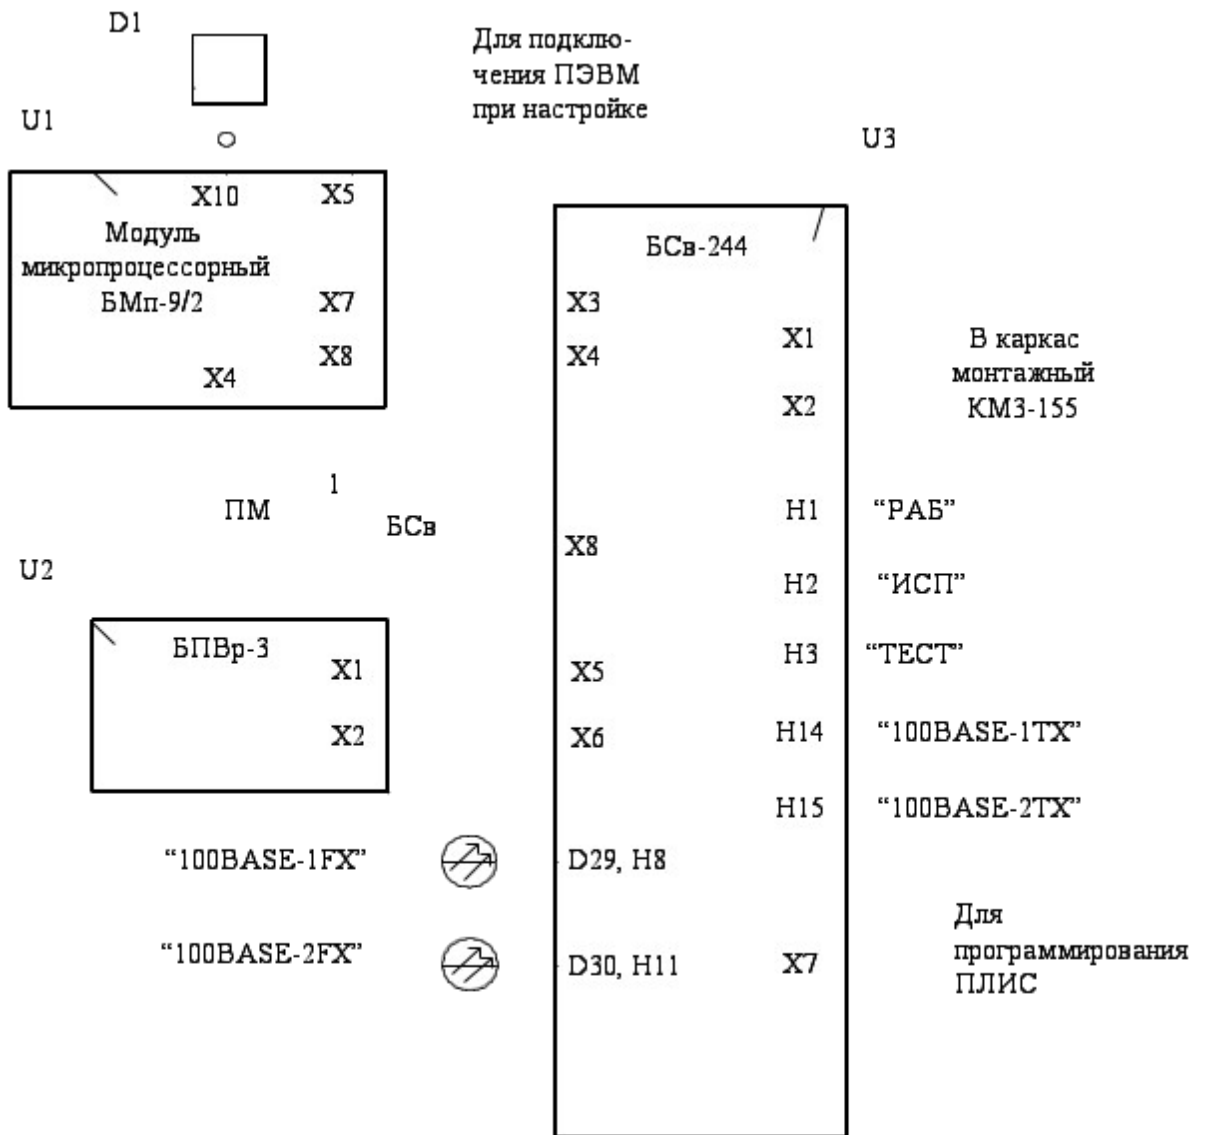 D1
Для подклю-
чения ПЭВМ
при настройке
U1
U3
X10
X5
Модуль
микропроцессорный
БМп-9/2
X7
X8
X4
БСв-244
X3
X4
X1
X2
В каркас
монтажный
КМЗ-155
1
ПМ
БСв
X8
H1
“РАБ”
H2
“ИСП”
U2
БПВр-3
X1
X2
X5
X6
H3
“ТЕСТ”
H14
“100BASE-1TX”
H15
“100BASE-2TX”
“100BASE-1FX”
D29, H8
“100BASE-2FX”
D30, H11
X7
Для
программирования
ПЛИС